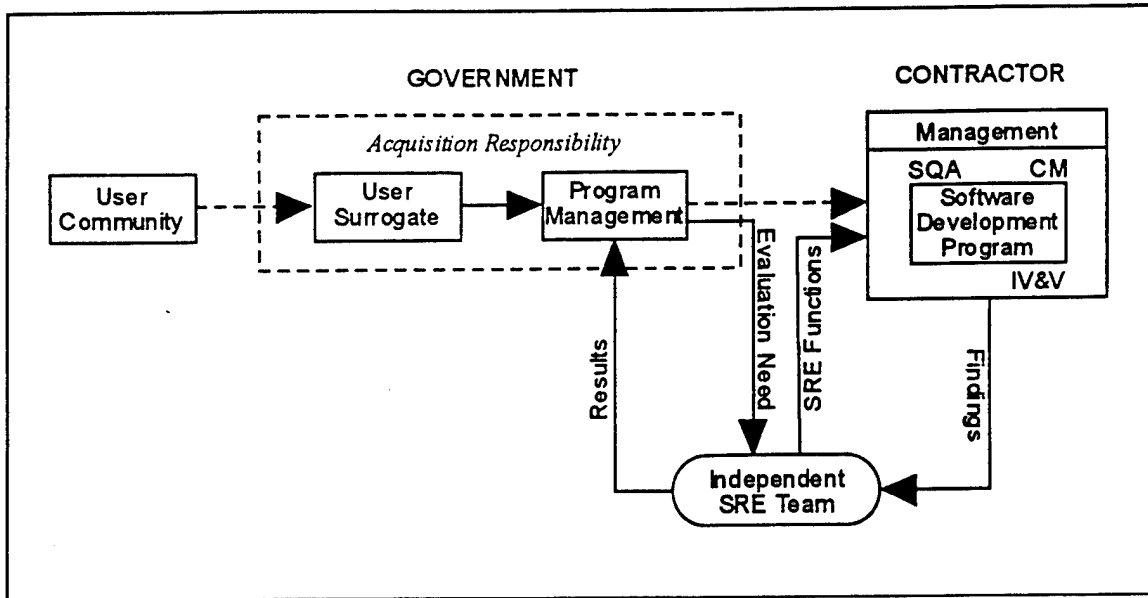 GOVERNMENT
CONTRACTOR
Acquisition Responsibility
User
Community
User
Surrogate
Program
Management
Management
SQA
CM
Software
Development
Program
IV&V
Results
Evaluation Need
SRE Functions
Findings
Independent
SRE Team